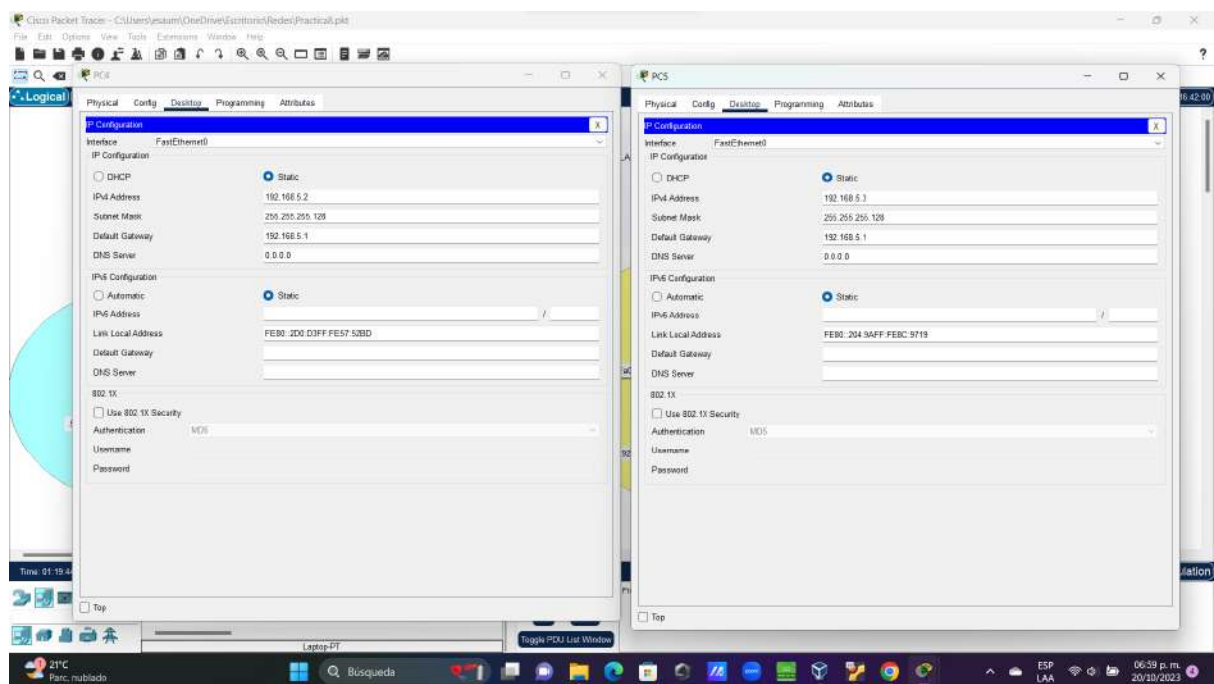 Cisco Packet Tracer - C:\Users\esaum\OneDrive\Escritorio\Redes\Practica8.pkt
File Edit Options View Tools Extensions Window Help
?
Logical
16:42:00
PC4
Physical Config Desktop Programming Attributes
IP Configuration X
Interface FastEthernet0
IP Configuration
DHCP Static
IPv4 Address 192.168.5.2
Subnet Mask 255.255.255.128
Default Gateway 192.168.5.1
DNS Server 0.0.0.0
IPv6 Configuration
Automatic Static
IPv6 Address /
Link Local Address FE80::2D0:D3FF:FE57:52BD
Default Gateway
DNS Server
802.1X
Use 802.1X Security
Authentication MD5
Username
Password
Top
PC5
Physical Config Desktop Programming Attributes
IP Configuration X
Interface FastEthernet0
IP Configuration
DHCP Static
IPv4 Address 192.168.5.3
Subnet Mask 255.255.255.128
Default Gateway 192.168.5.1
DNS Server 0.0.0.0
IPv6 Configuration
Automatic Static
IPv6 Address /
Link Local Address FE80::204:9AFF:FE8C:9719
Default Gateway
DNS Server
802.1X
Use 802.1X Security
Authentication MD5
Username
Password
Top
Time: 01:19:4
lation
Laptop-PT
Toggle PDU List Window
21°C
Parc. nublado
Búsqueda
ESP
LAA
06:59 p. m.
20/10/2023